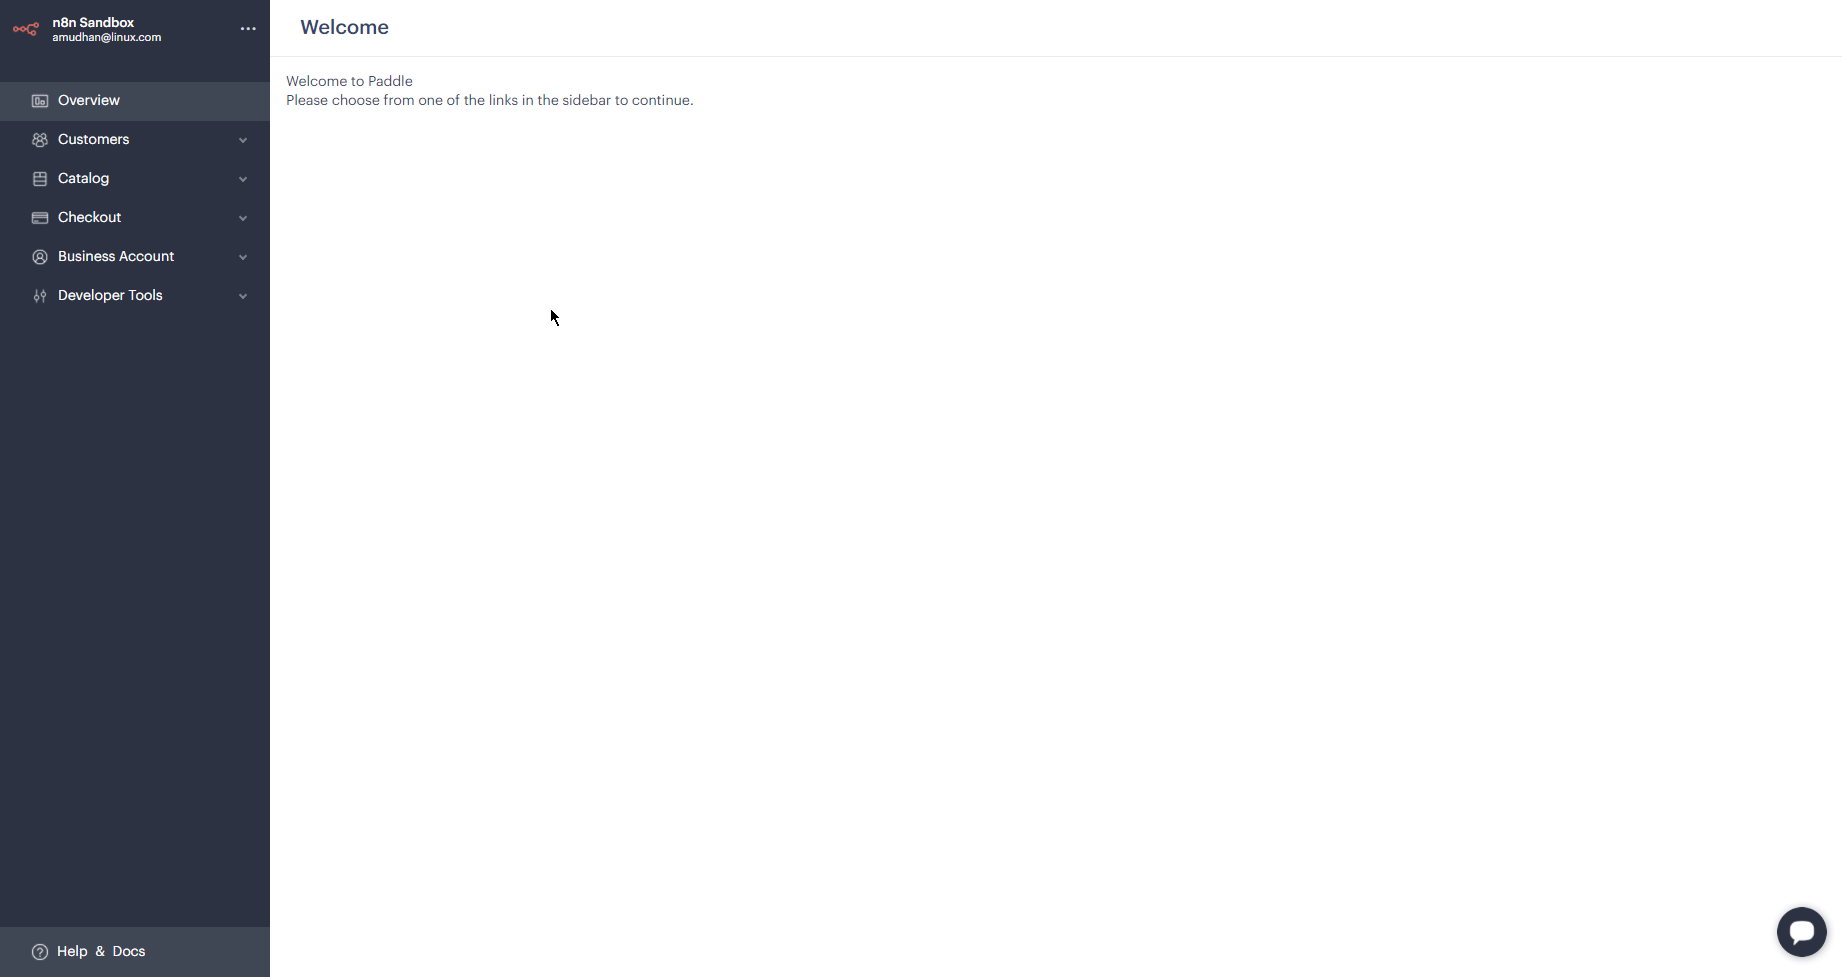 n8n Sandbox
amudhan@linux.com
Overview
Customers
Catalog
Checkout
Business Account
Developer Tools
Help & Docs
Welcome
Welcome to Paddle
Please choose from one of the links in the sidebar to continue.